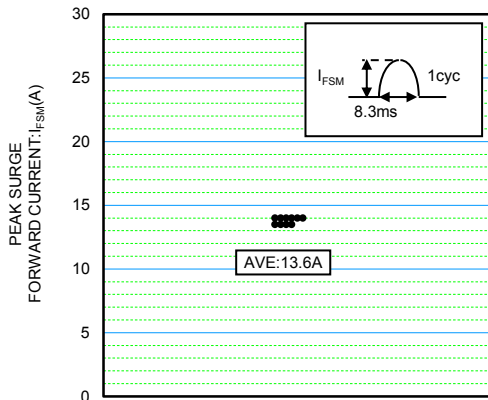 PEAK SURGE
FORWARD CURRENT:IFSM(A)
30
25
20
15
10
5
0
IFSM
1cyc
8.3ms
AVE:13.6A